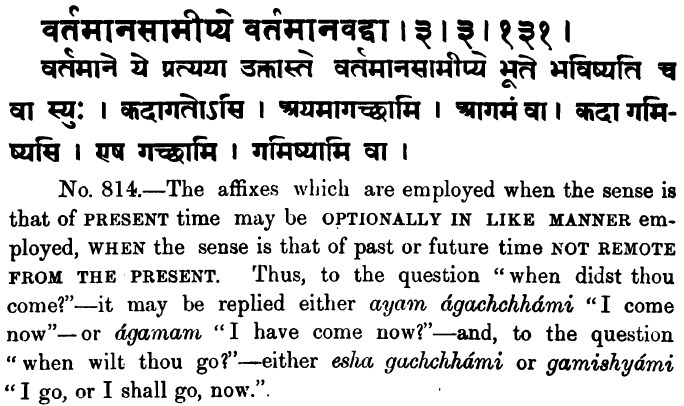 वर्तमानसामीप्ये वर्तमानवद्वा । ३ । ३ । १३१ ।
वर्तमाने ये प्रत्यया उक्तास्ते वर्तमानसामीप्ये भूते भविष्यति च
वा स्युः । कदागतोऽसि । अयमागच्छामि । आगमं वा । कदा गमि-
ष्यसि । एष गच्छामि । गमिष्यामि वा ।
No. 814.—The affixes which are employed when the sense is
that of PRESENT time may be OPTIONALLY IN LIKE MANNER em-
ployed, WHEN the sense is that of past or future time NOT REMOTE
FROM THE PRESENT. Thus, to the question "when didst thou
come?"—it may be replied either ayam ágachchhámi "I come
now"—or ágamam "I have come now?"—and, to the question
"when wilt thou go?"—either esha gachchhámi or gamishyámi
"I go, or I shall go, now.".